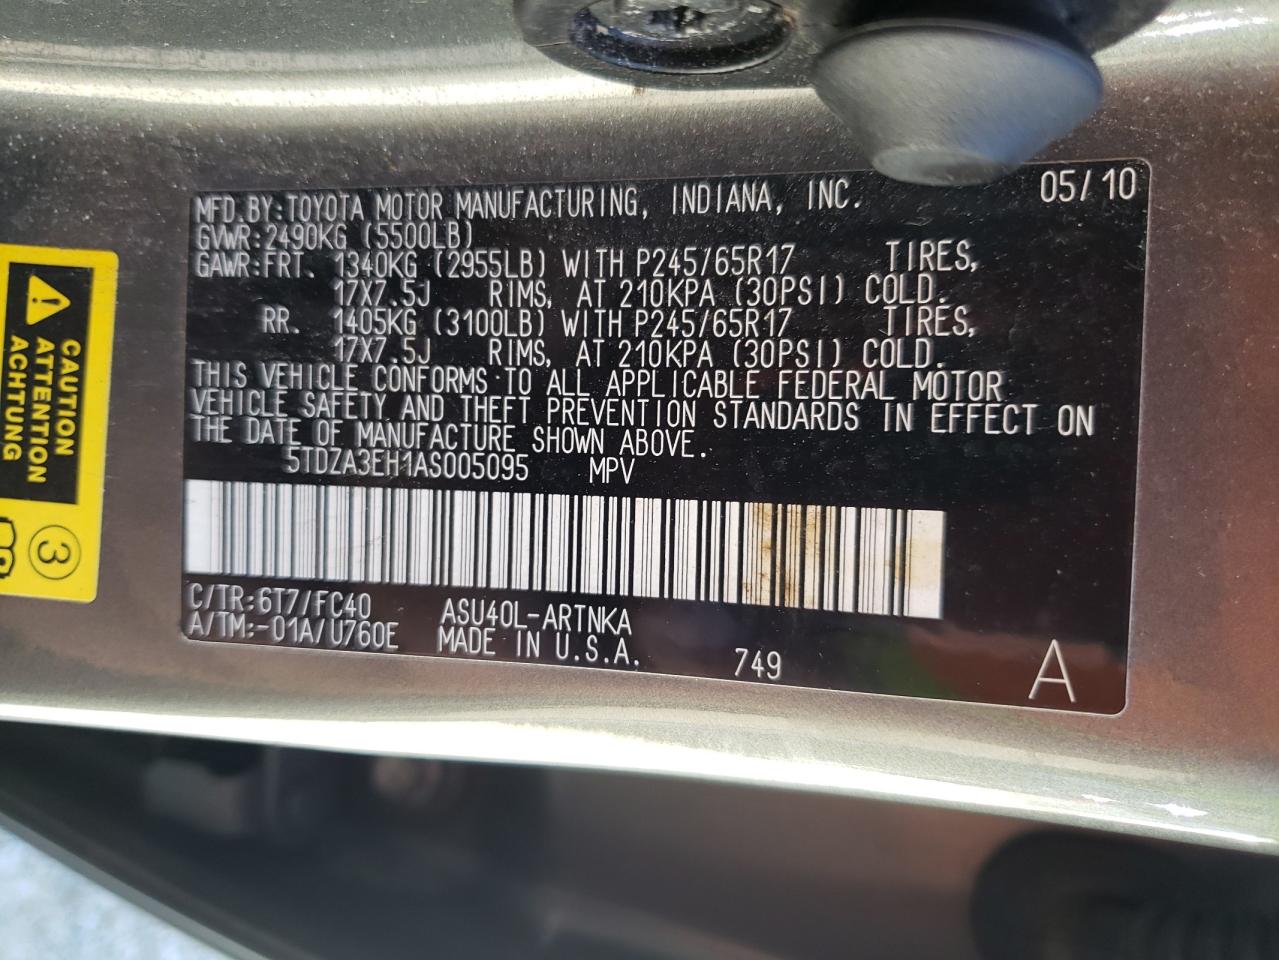 MFD.BY:TOYOTA MOTOR MANUFACTURING, INDIANA, INC. 05/10
GVWR:2490KG (5500LB)
GAWR:FRT. 1340KG (2955LB) WITH P245/65R17 TIRES,
17X7.5J RIMS, AT 210KPA (30PSI) COLD.
RR. 1405KG (3100LB) WITH P245/65R17 TIRES,
17X7.5J RIMS, AT 210KPA (30PSI) COLD.
THIS VEHICLE CONFORMS TO ALL APPLICABLE FEDERAL MOTOR
VEHICLE SAFETY AND THEFT PREVENTION STANDARDS IN EFFECT ON
THE DATE OF MANUFACTURE SHOWN ABOVE.
5TDZA3EH1AS005095 MPV
C/TR:6T7/FC40 ASU40L-ARTNKA
A/TM:-01A/U760E MADE IN U.S.A. 749 A
CAUTION
ATTENTION
ACHTUNG
3